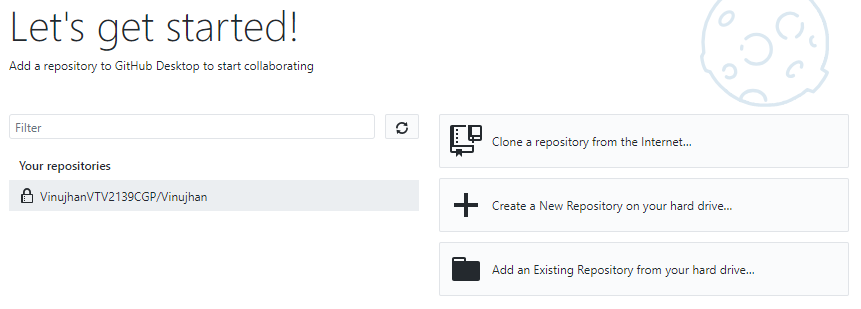 Let's get started!
Add a repository to GitHub Desktop to start collaborating
Filter
Your repositories
VinujhanVTV2139CGP/Vinujhan
Clone a repository from the Internet...
Create a New Repository on your hard drive...
Add an Existing Repository from your hard drive...